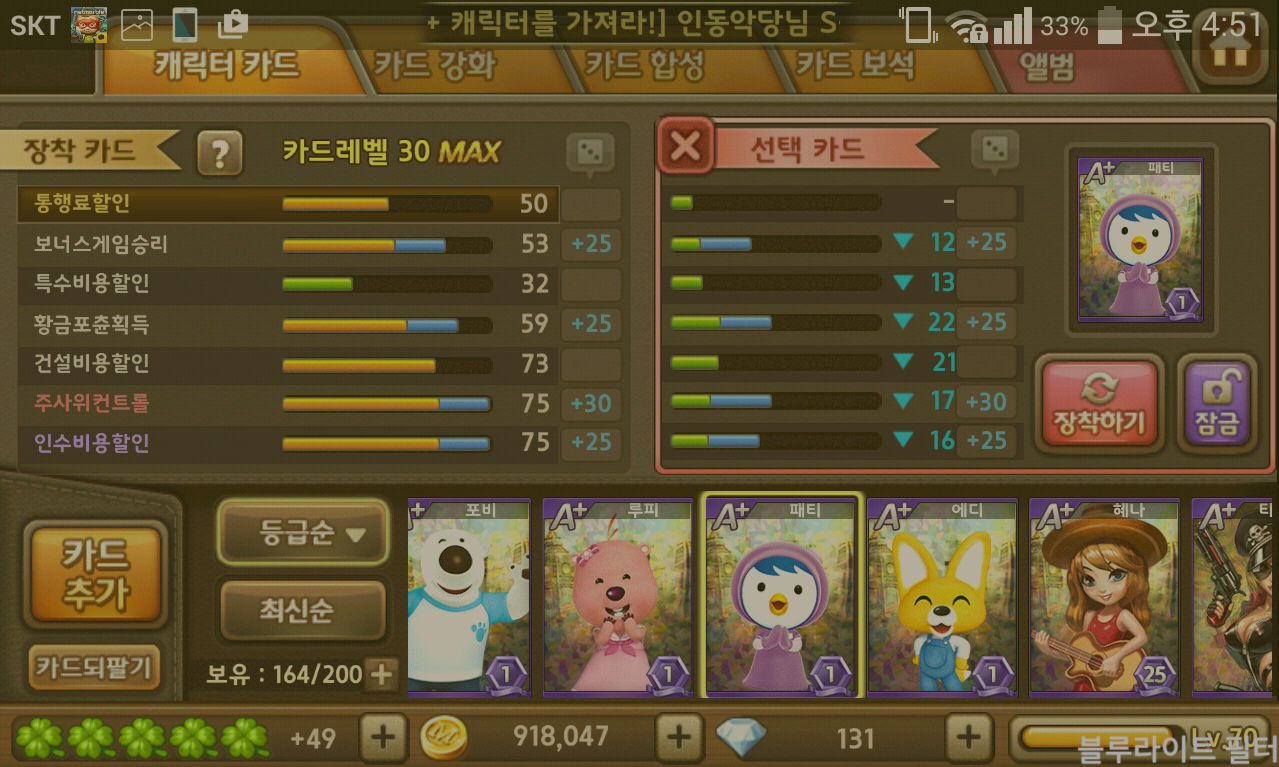 SKT
+ 캐릭터를 가져라!] 인동악당님 S
33% 오후 4:51
캐릭터 카드
카드 강화
카드 합성
카드 보석
앨범
장착 카드
?
카드레벨 30 MAX
통행료할인 50
보너스게임승리 53 +25
특수비용할인 32
황금포츈획득 59 +25
건설비용할인 73
주사위컨트롤 75 +30
인수비용할인 75 +25
선택 카드
-
▼ 12 +25
▼ 13
▼ 22 +25
▼ 21
▼ 17 +30
▼ 16 +25
A+ 패티
1
장착하기
잠금
카드
추가
카드되팔기
등급순 ▼
최신순
보유 : 164/200 +
A+ 포비 1
A+ 루피 1
A+ 패티 1
A+ 에디 1
A+ 헤나 25
A+
+49 +
918,047 +
131 +
Lv.70
블루라이트 필터